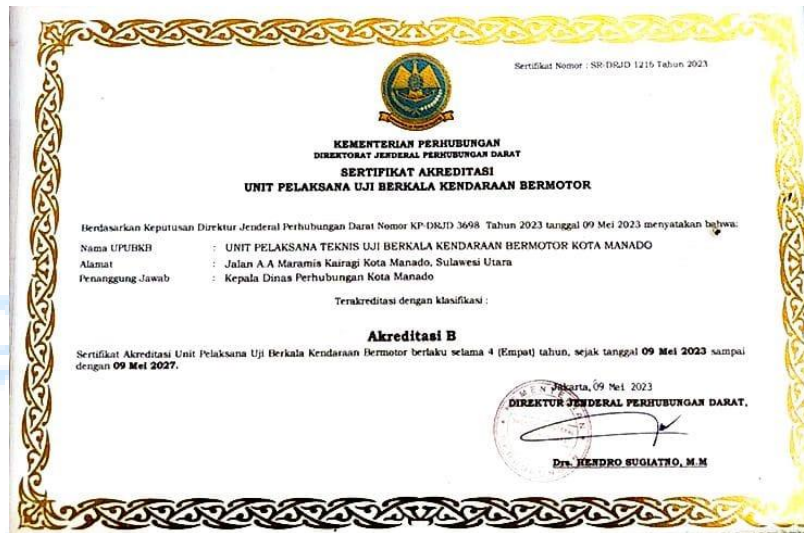 Sertifikat Nomor : SR-DRJD 1216 Tahun 2023
KEMENTERIAN PERHUBUNGAN
DIREKTORAT JENDERAL PERHUBUNGAN DARAT
SERTIFIKAT AKREDITASI
UNIT PELAKSANA UJI BERKALA KENDARAAN BERMOTOR
Berdasarkan Keputusan Direktur Jenderal Perhubungan Darat Nomor KP-DRJD 3698 Tahun 2023 tanggal 09 Mei 2023 menyatakan bahwa:
Nama UPUBKB : UNIT PELAKSANA TEKNIS UJI BERKALA KENDARAAN BERMOTOR KOTA MANADO
Alamat : Jalan A.A Maramis Kairagi Kota Manado, Sulawesi Utara
Penanggung Jawab : Kepala Dinas Perhubungan Kota Manado
Terakreditasi dengan klasifikasi :
Akreditasi B
Sertifikat Akreditasi Unit Pelaksana Uji Berkala Kendaraan Bermotor berlaku selama 4 (Empat) tahun, sejak tanggal 09 Mei 2023 sampai
dengan 09 Mei 2027.
Jakarta, 09 Mei 2023
DIREKTUR JENDERAL PERHUBUNGAN DARAT,
Drs. HENDRO SUGIATNO, M.M